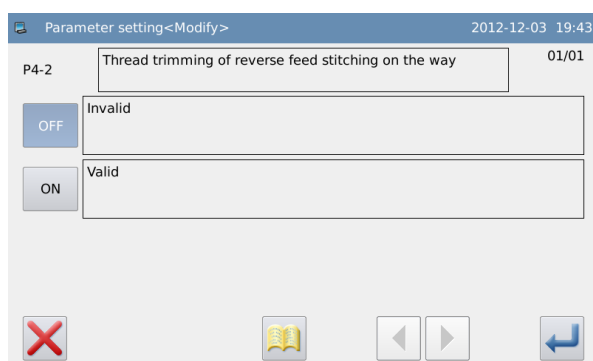 Parameter setting<Modify> 2012-12-03 19:43
P4-2 Thread trimming of reverse feed stitching on the way 01/01
OFF Invalid
ON Valid